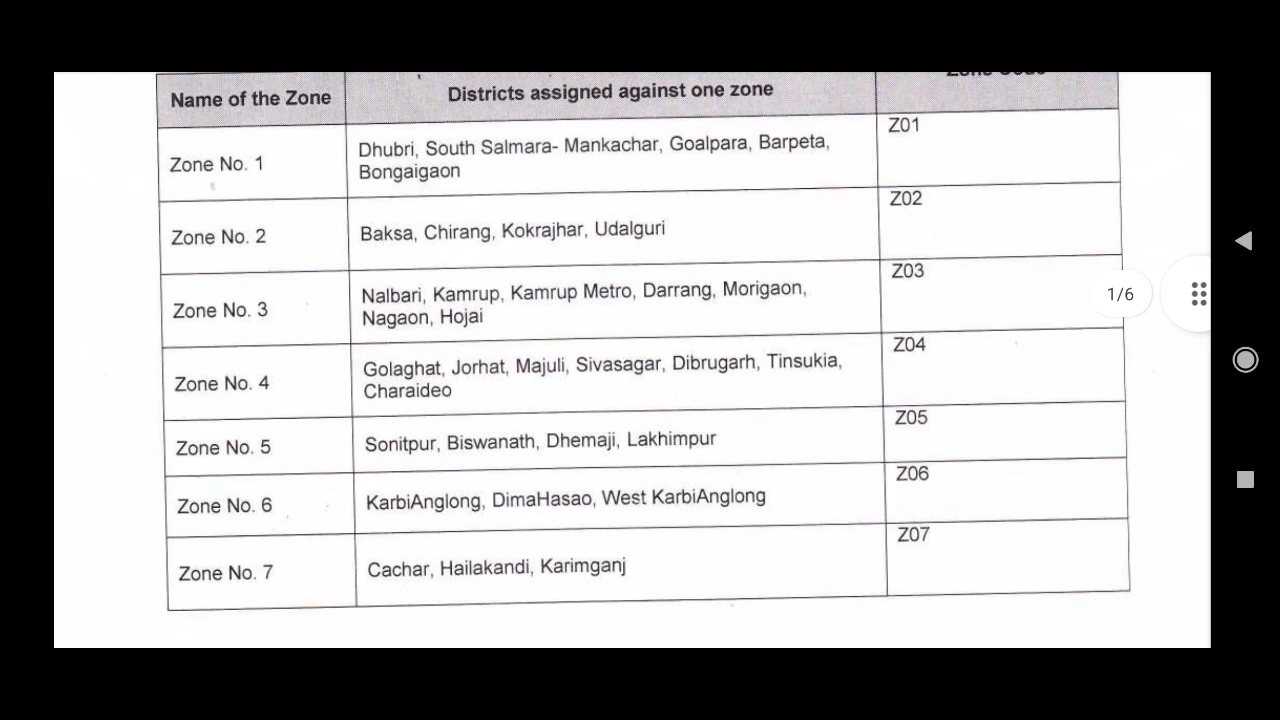 Name of the Zone
Districts assigned against one zone
Zone Code
Zone No. 1
Dhubri, South Salmara- Mankachar, Goalpara, Barpeta,
Bongaigaon
Z01
Zone No. 2
Baksa, Chirang, Kokrajhar, Udalguri
Z02
Zone No. 3
Nalbari, Kamrup, Kamrup Metro, Darrang, Morigaon,
Nagaon, Hojai
Z03
1/6
Zone No. 4
Golaghat, Jorhat, Majuli, Sivasagar, Dibrugarh, Tinsukia,
Charaideo
Z04
Zone No. 5
Sonitpur, Biswanath, Dhemaji, Lakhimpur
Z05
Zone No. 6
KarbiAnglong, DimaHasao, West KarbiAnglong
Z06
Zone No. 7
Cachar, Hailakandi, Karimganj
Z07